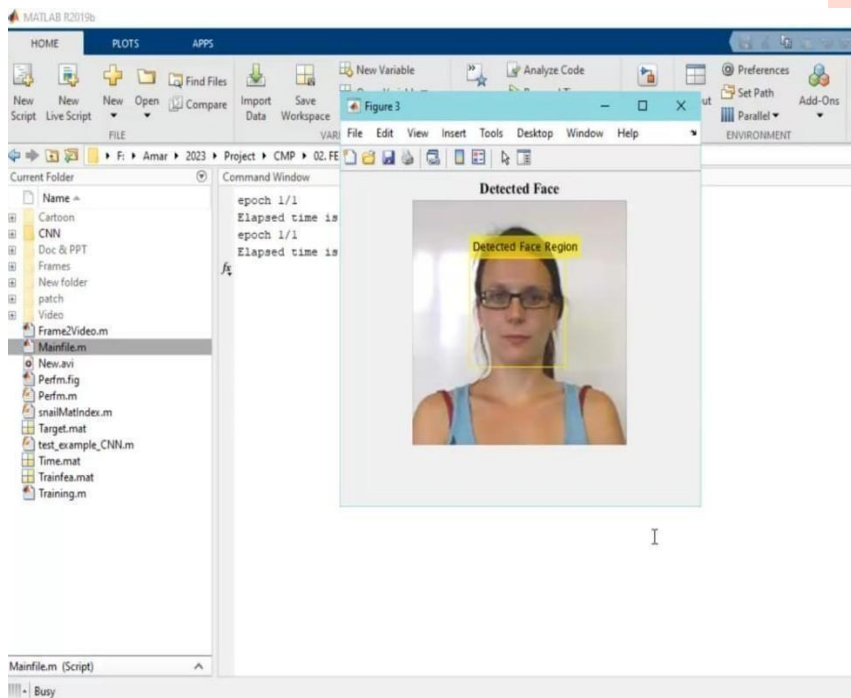 MATLAB R2019b
HOME PLOTS APPS
New Script
New Live Script
New
Open
Find Files
Compare
Import Data
Save Workspace
New Variable
Analyze Code
Preferences
Set Path
Parallel
Add-Ons
FILE
ENVIRONMENT
F: Amar 2023 Project CMP 02. FE
Current Folder
Name
Cartoon
CNN
Doc & PPT
Frames
New folder
patch
Video
Frame2Video.m
Mainfile.m
New.avi
Perfm.fig
Perfm.m
snailMatIndex.m
Target.mat
test_example_CNN.m
Time.mat
Trainfea.mat
Training.m
Mainfile.m (Script)
Busy
Command Window
epoch 1/1
Elapsed time is
epoch 1/1
Elapsed time is
fx
Figure 3
File Edit View Insert Tools Desktop Window Help
Detected Face
Detected Face Region